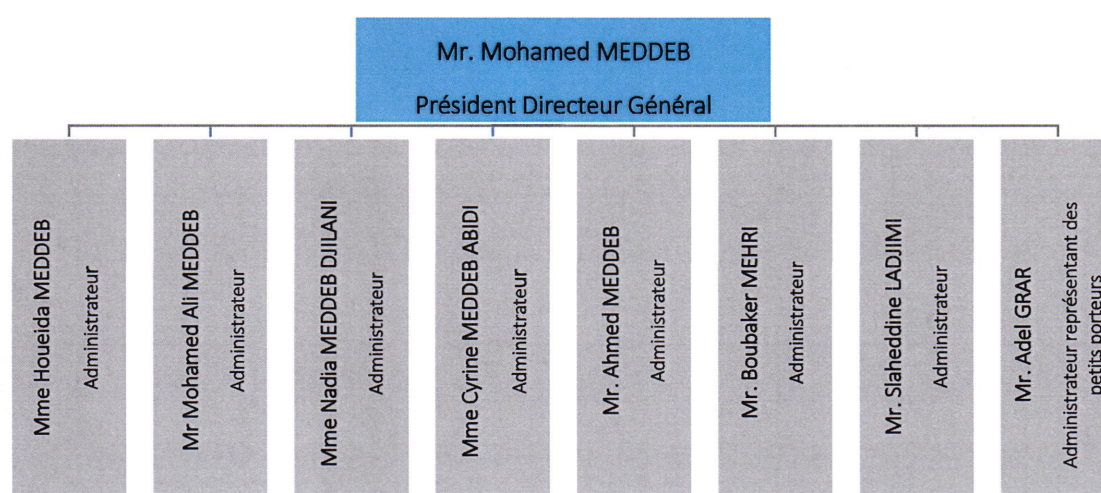 Mr. Mohamed MEDDEB
Président Directeur Général
Mme Houeida MEDDEB
Administrateur
Mr Mohamed Ali MEDDEB
Administrateur
Mme Nadia MEDDEB DJILANI
Administrateur
Mme Cyrine MEDDEB ABIDI
Administrateur
Mr. Ahmed MEDDEB
Administrateur
Mr. Boubaker MEHRI
Administrateur
Mr. Slaheddine LADJIMI
Administrateur
Mr. Adel GRAR
Administrateur représentant des
petits porteurs